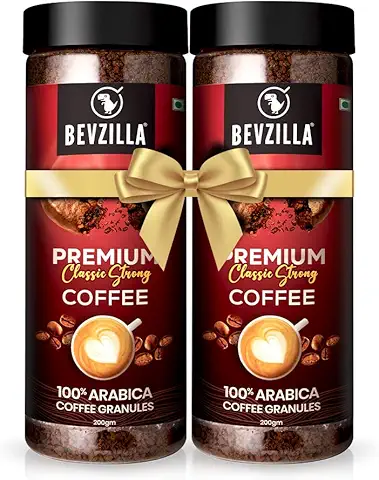 BEVZILLA®
PREMIUM
Classic Strong
COFFEE
100% ARABICA
COFFEE GRANULES
200gm
BEVZILLA®
PREMIUM
Classic Strong
COFFEE
100% ARABICA
COFFEE GRANULES
200gm